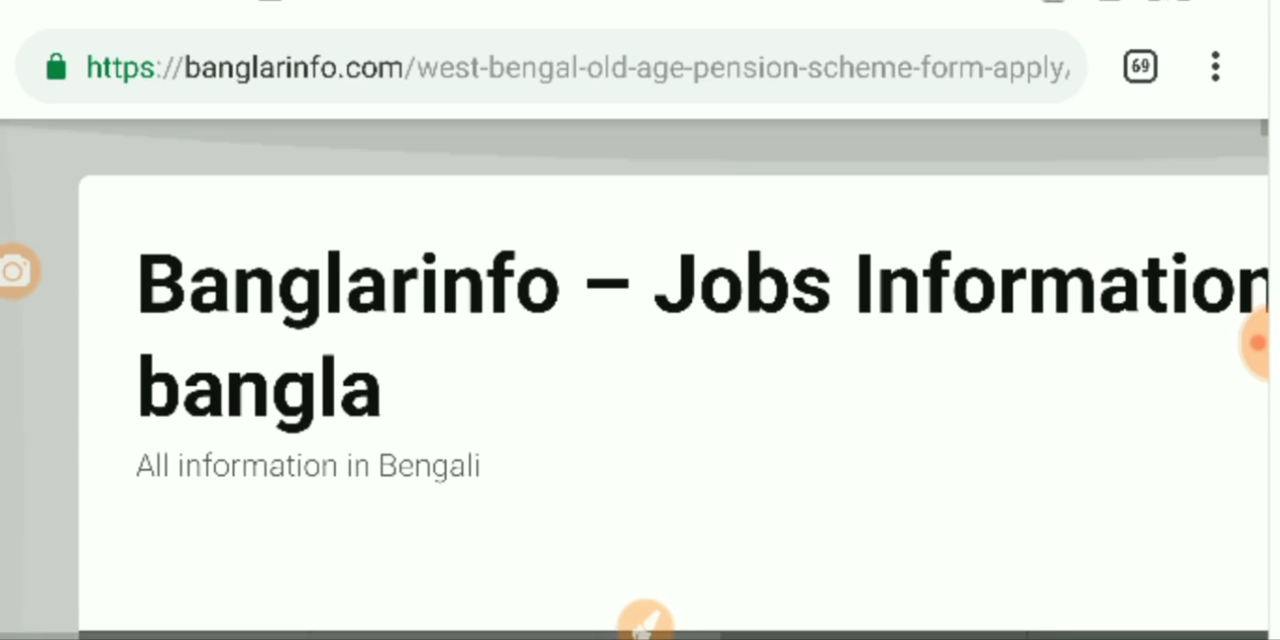 https://banglarinfo.com/west-bengal-old-age-pension-scheme-form-apply/
69
Banglarinfo – Jobs Information
bangla
All information in Bengali